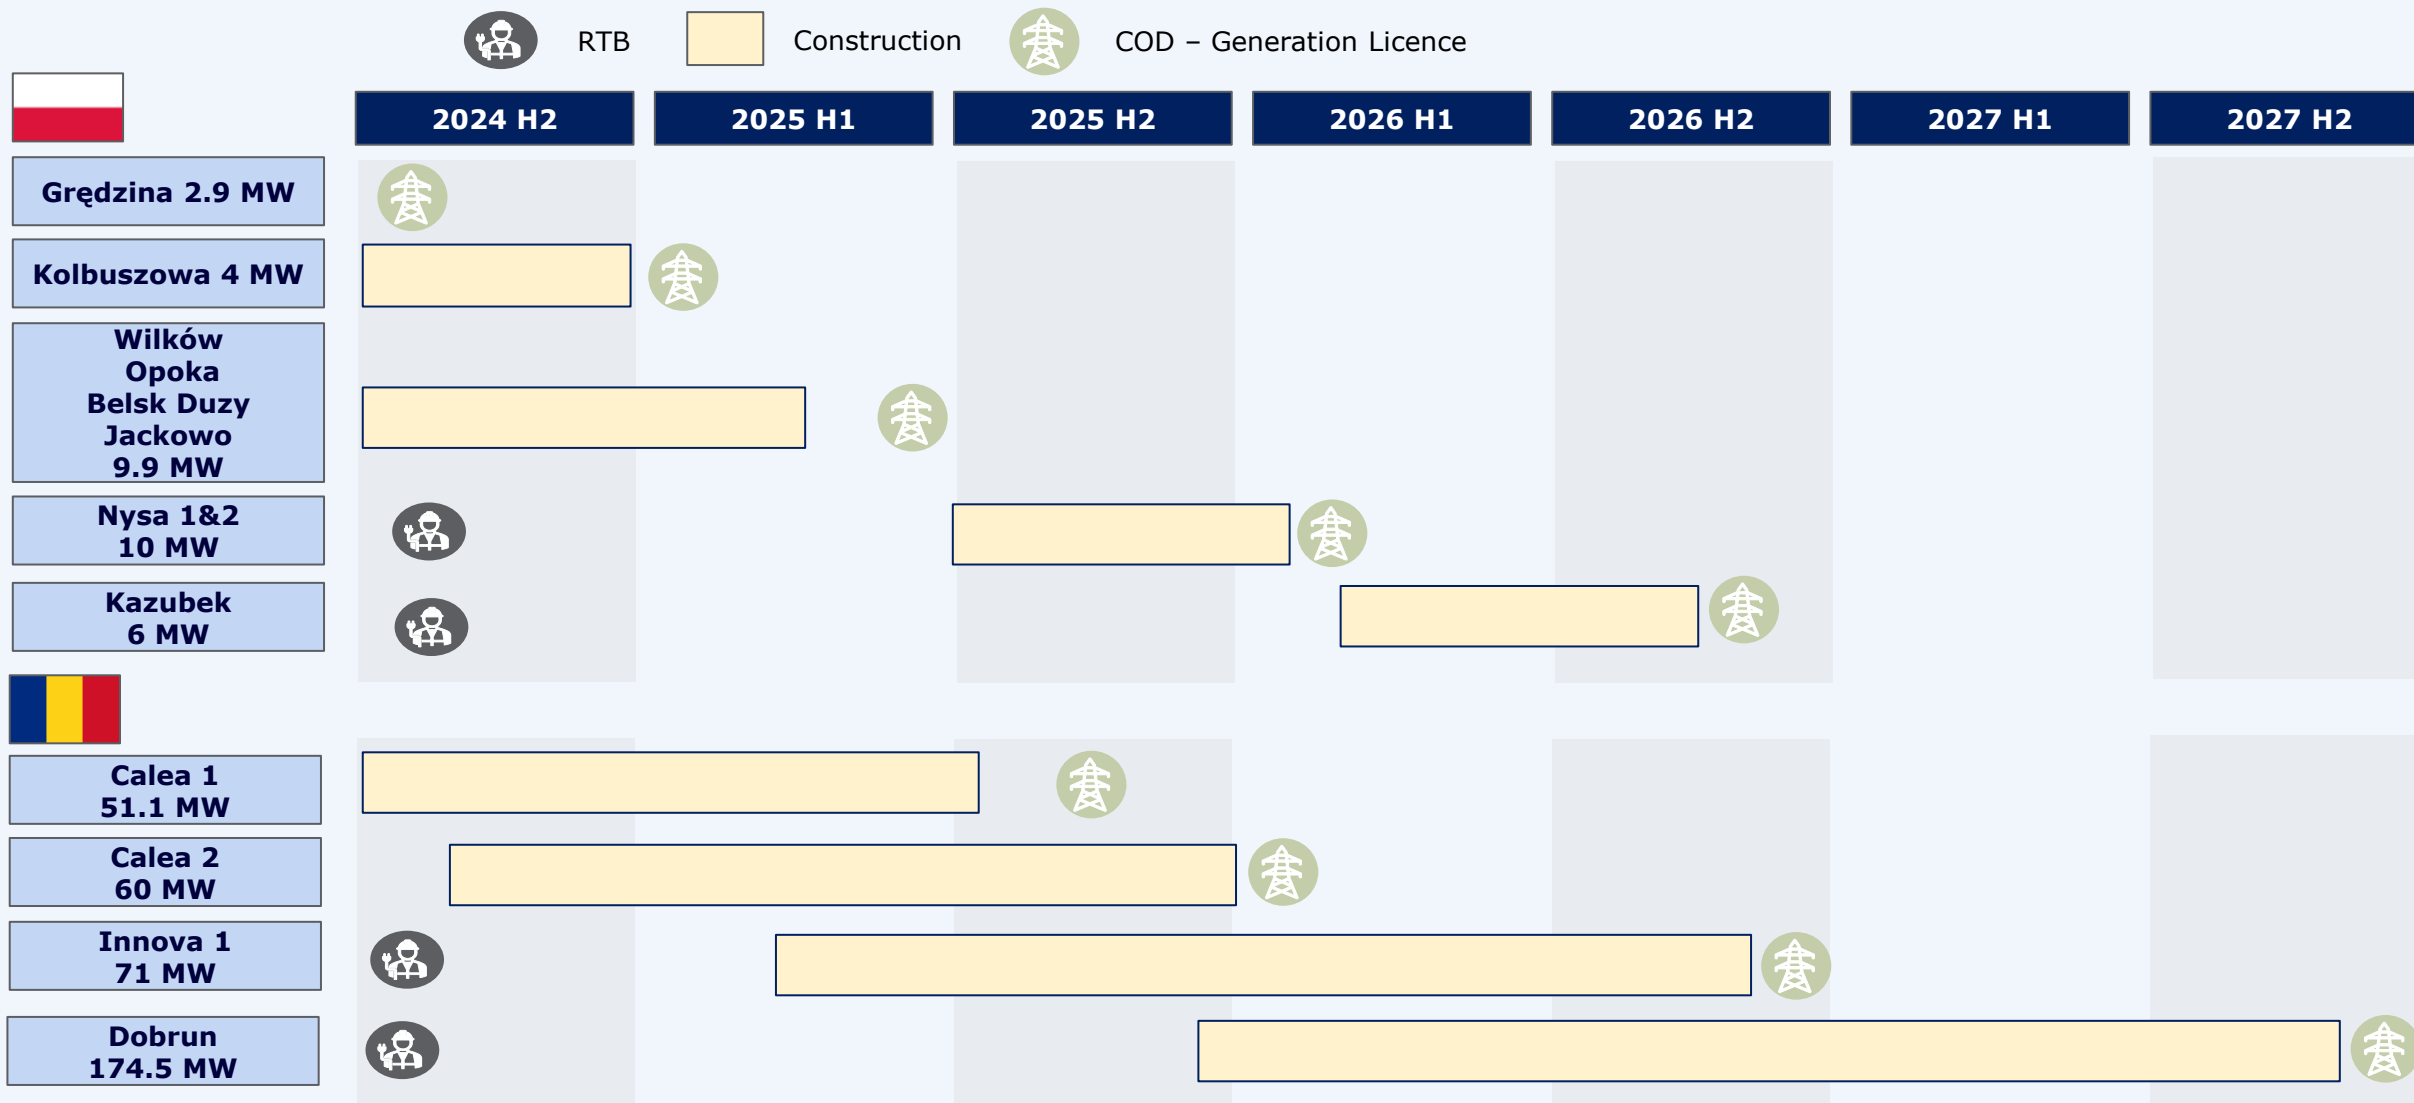 RTB
Construction
COD – Generation Licence
2024 H2
2025 H1
2025 H2
2026 H1
2026 H2
2027 H1
2027 H2
Grędzina 2.9 MW
Kolbuszowa 4 MW
Wilków
Opoka
Belsk Duzy
Jackowo
9.9 MW
Nysa 1&2
10 MW
Kazubek
6 MW
Calea 1
51.1 MW
Calea 2
60 MW
Innova 1
71 MW
Dobrun
174.5 MW